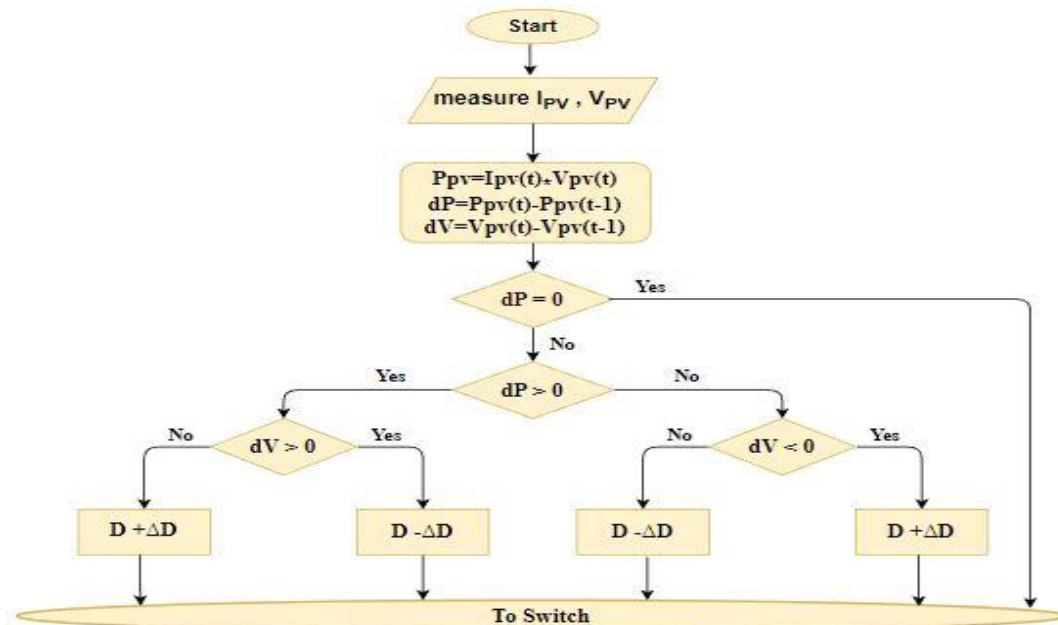 Start
measure I_PV , V_PV
Ppv=Ipv(t)*Vpv(t)
dP=Ppv(t)-Ppv(t-1)
dV=Vpv(t)-Vpv(t-1)
dP = 0
Yes
No
dP > 0
Yes
No
dV > 0
No
Yes
dV < 0
No
Yes
D +ΔD
D -ΔD
D -ΔD
D +ΔD
To Switch